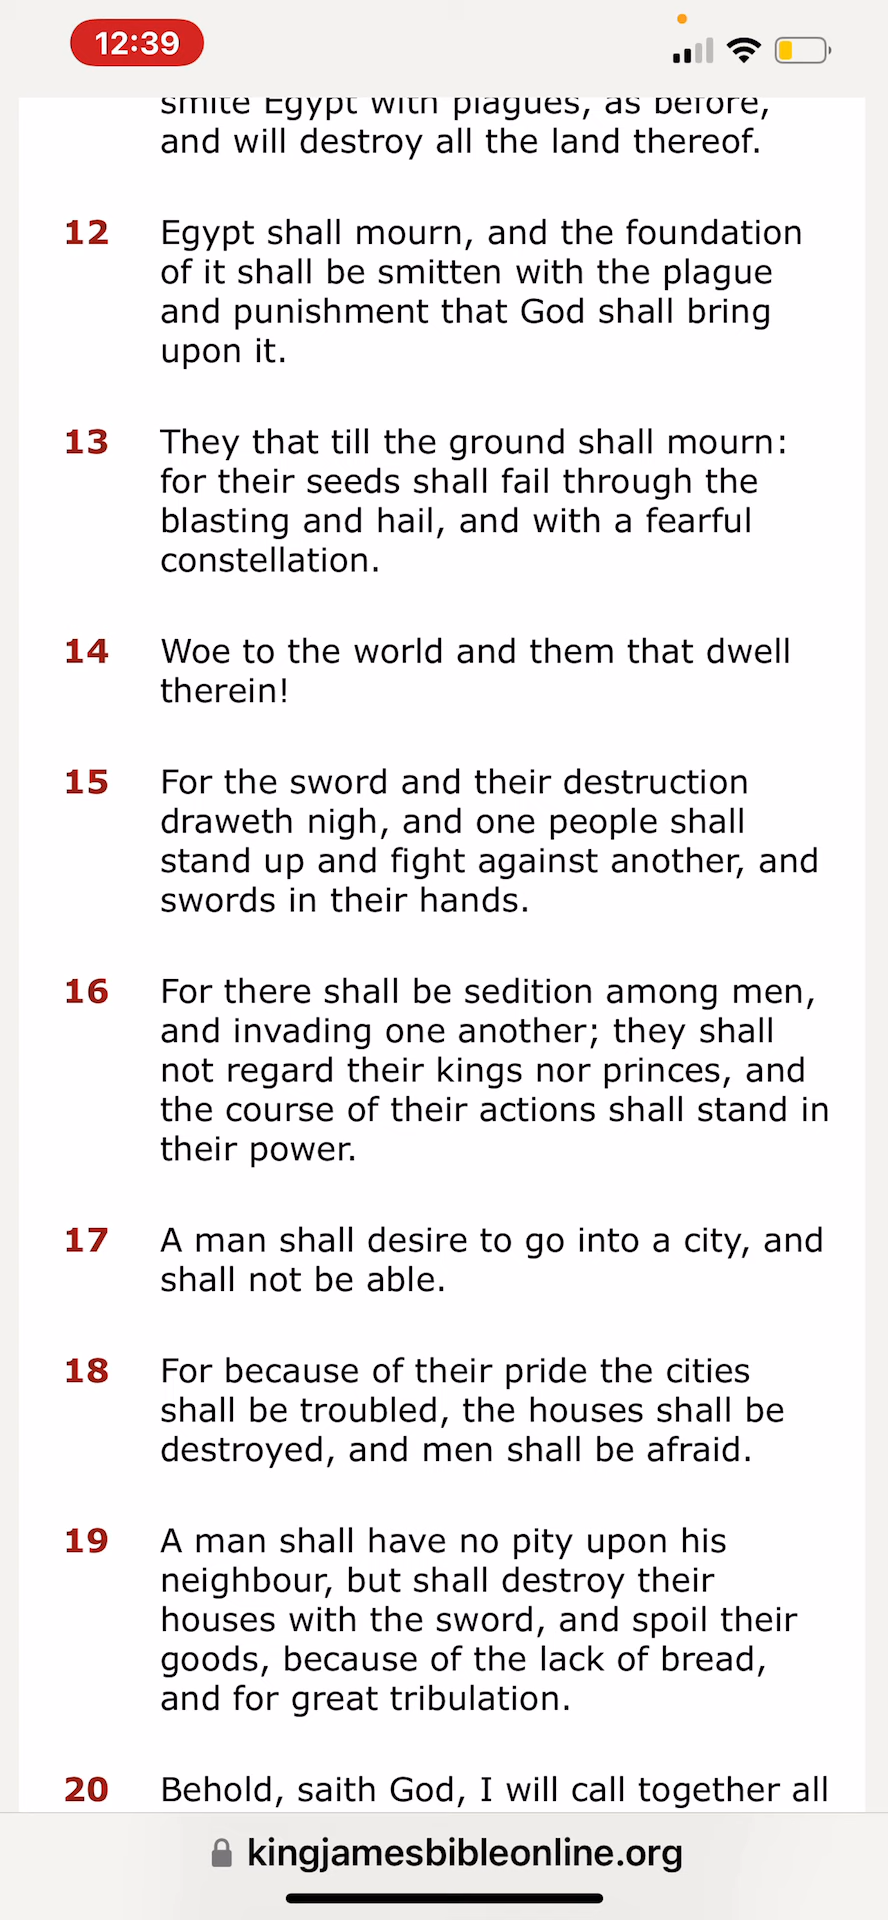 12:39
smite Egypt with plagues, as before,
and will destroy all the land thereof.
12 Egypt shall mourn, and the foundation
of it shall be smitten with the plague
and punishment that God shall bring
upon it.
13 They that till the ground shall mourn:
for their seeds shall fail through the
blasting and hail, and with a fearful
constellation.
14 Woe to the world and them that dwell
therein!
15 For the sword and their destruction
draweth nigh, and one people shall
stand up and fight against another, and
swords in their hands.
16 For there shall be sedition among men,
and invading one another; they shall
not regard their kings nor princes, and
the course of their actions shall stand in
their power.
17 A man shall desire to go into a city, and
shall not be able.
18 For because of their pride the cities
shall be troubled, the houses shall be
destroyed, and men shall be afraid.
19 A man shall have no pity upon his
neighbour, but shall destroy their
houses with the sword, and spoil their
goods, because of the lack of bread,
and for great tribulation.
20 Behold, saith God, I will call together all
kingjamesbibleonline.org